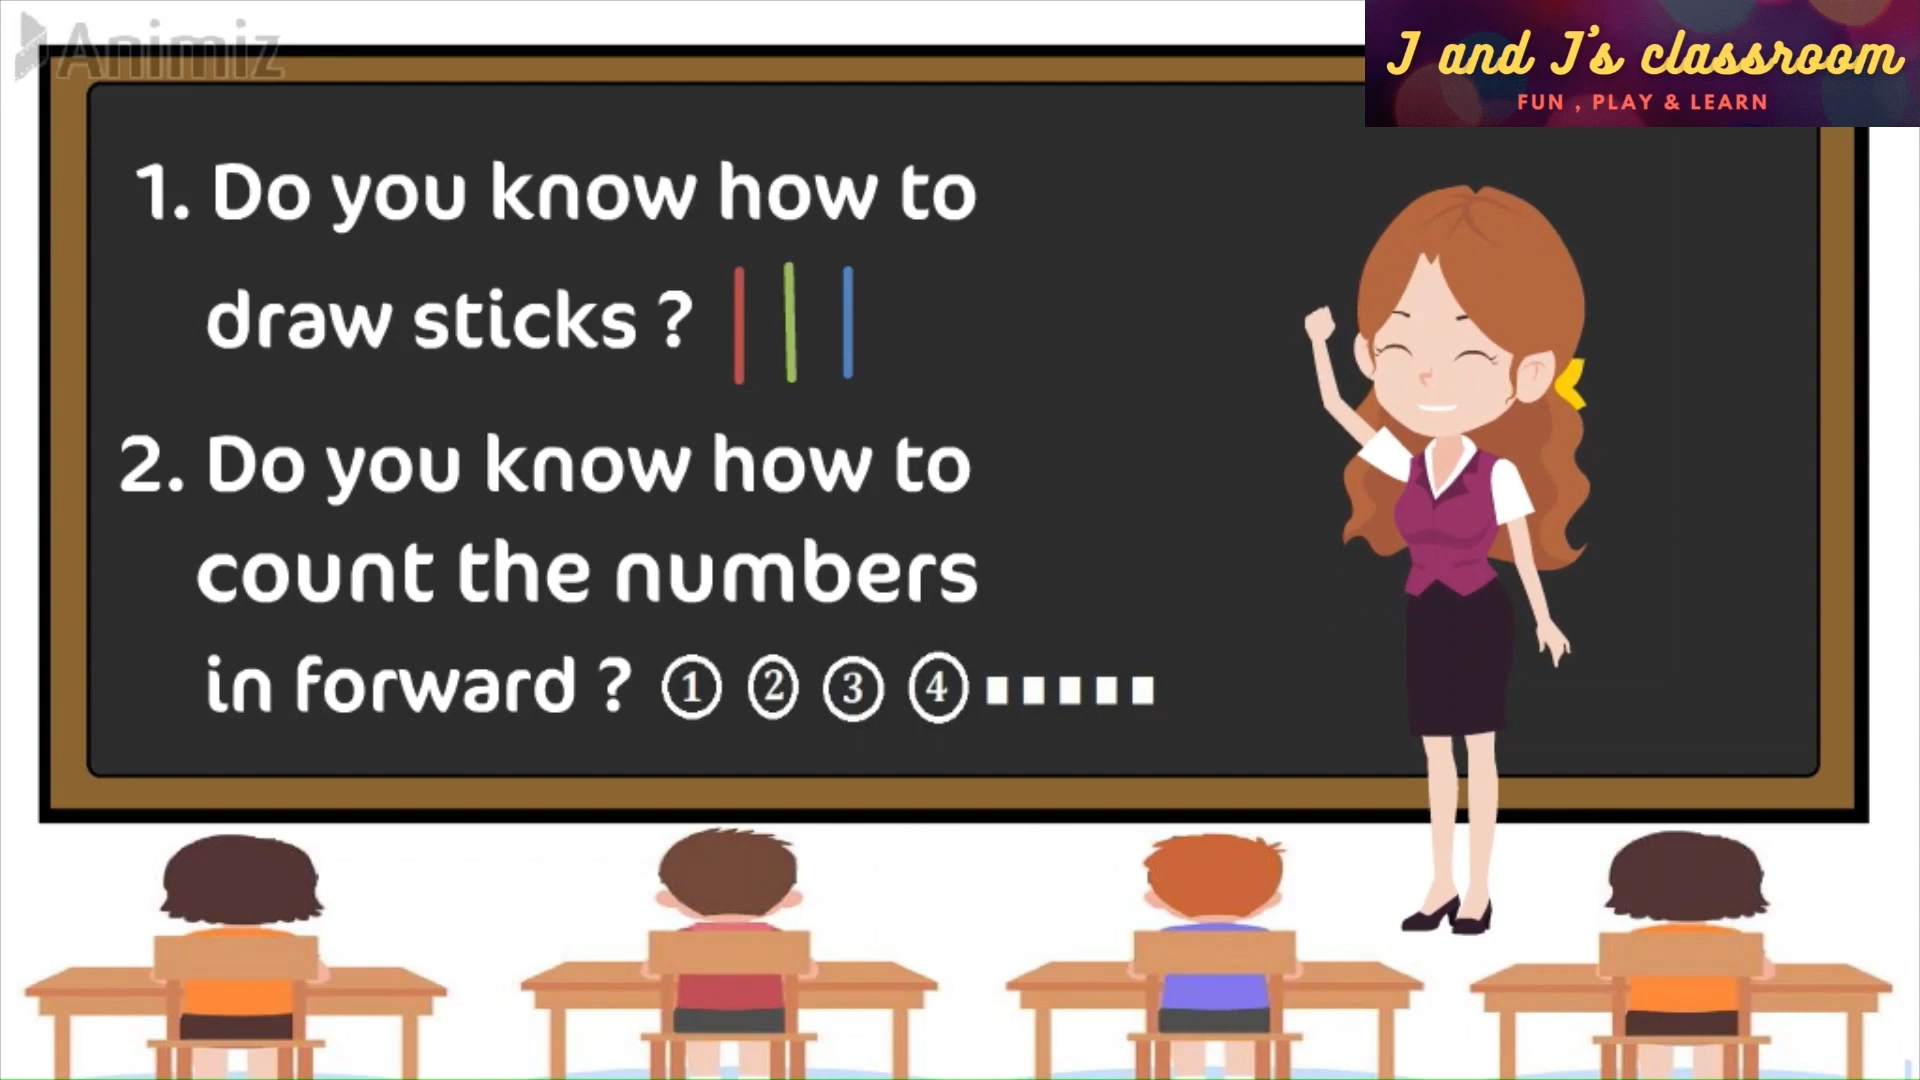 Animiz
J and J's classroom
FUN , PLAY & LEARN
1. Do you know how to
draw sticks ?
2. Do you know how to
count the numbers
in forward ? ① ② ③ ④ .....